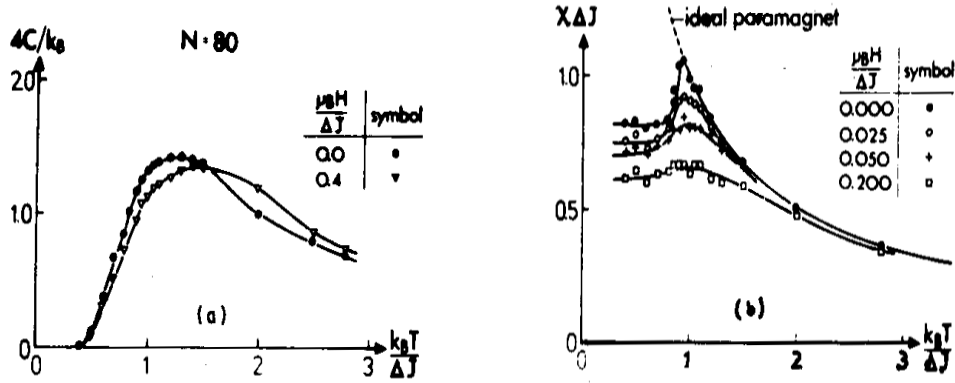 4C/kB
N=80
2.0
1.0
0
μBH
ΔJ
symbol
0.0
0.4
(a)
0 1 2 3
kBT
ΔJ
χΔJ
ideal paramagnet
1.0
0.5
0
μBH
ΔJ
symbol
0.000
0.025
0.050
0.200
(b)
0 1 2 3
kBT
ΔJ